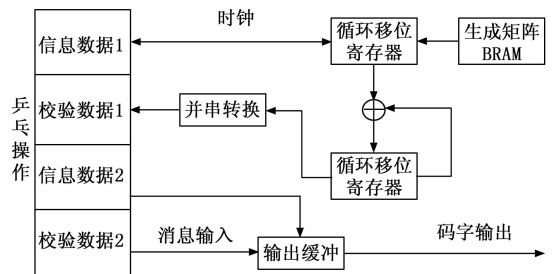 时钟
信息数据1
循环移位
寄存器
生成矩阵
BRAM
乒乓操作
校验数据1
并串转换
信息数据2
循环移位
寄存器
校验数据2
消息输入
输出缓冲
码字输出